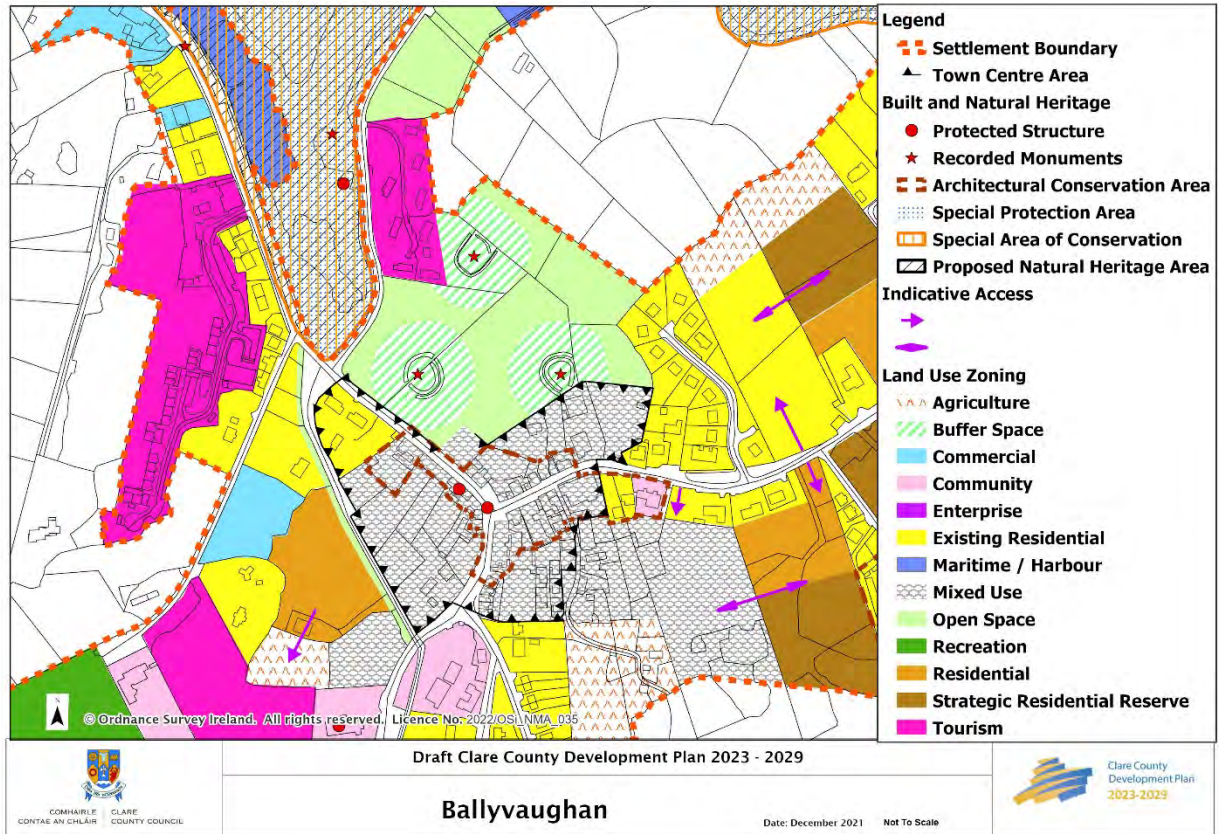 Legend
Settlement Boundary
Town Centre Area
Built and Natural Heritage
Protected Structure
Recorded Monuments
Architectural Conservation Area
Special Protection Area
Special Area of Conservation
Proposed Natural Heritage Area
Indicative Access
Land Use Zoning
Agriculture
Buffer Space
Commercial
Community
Enterprise
Existing Residential
Maritime / Harbour
Mixed Use
Open Space
Recreation
Residential
Strategic Residential Reserve
Tourism
N
© Ordnance Survey Ireland. All rights reserved. Licence No: 2022/OSi_NMA_035
COMHAIRLE CLARE
CONTAE AN CHLÁIR COUNTY COUNCIL
Draft Clare County Development Plan 2023 - 2029
Ballyvaughan
Date: December 2021 Not To Scale
Clare County
Development Plan
2023-2029